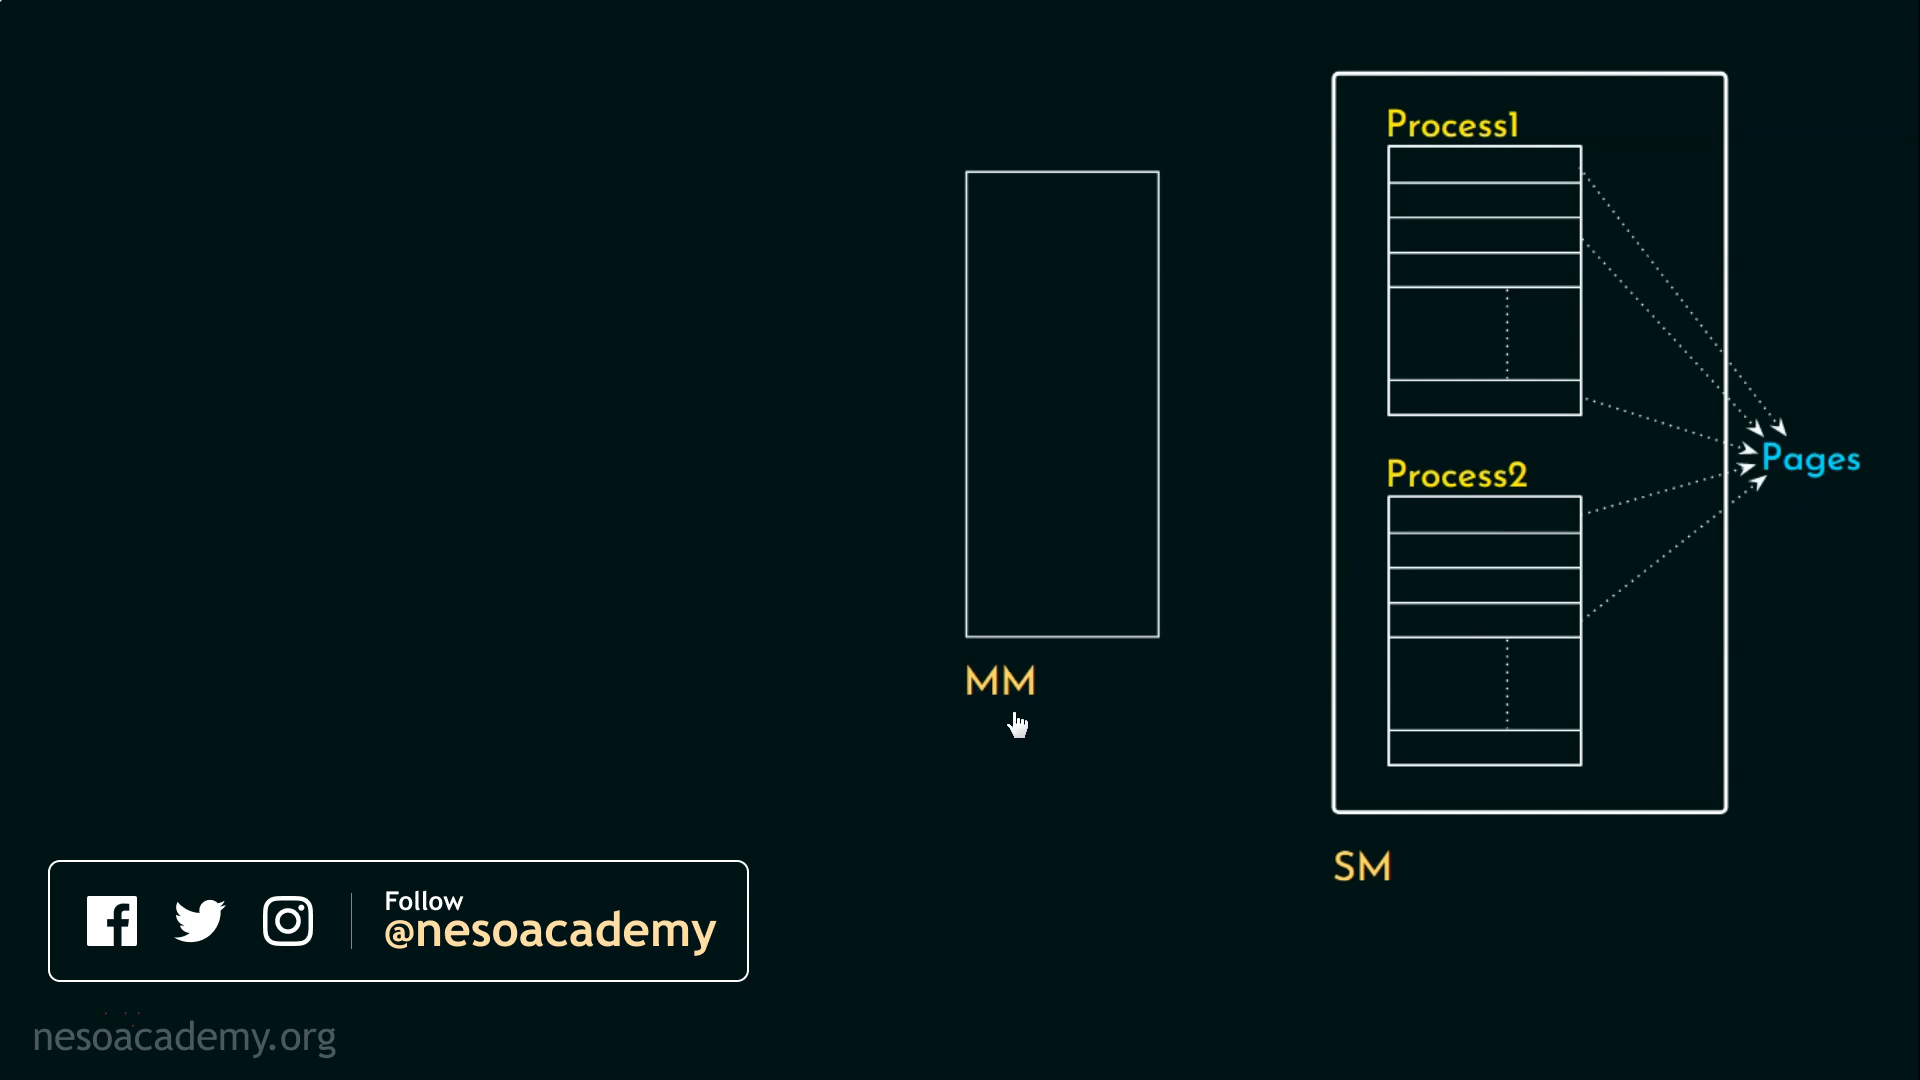 Process1
Pages
Process2
MM
SM
Follow
@nesoacademy
nesoacademy.org